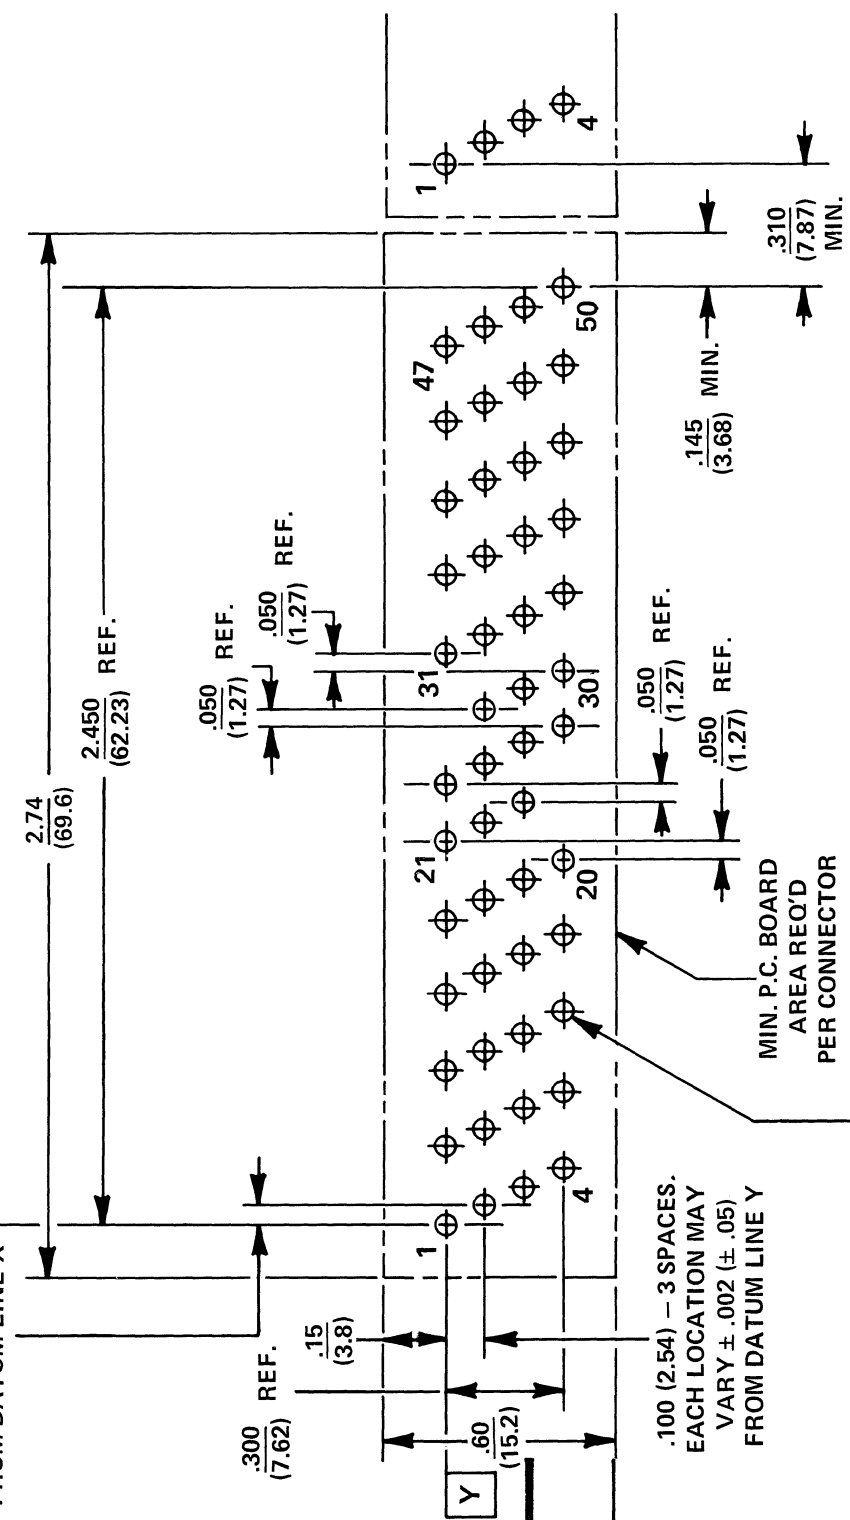 FROM DATUM LINE X
2.74
(69.6)
2.450
(62.23)
REF.
.050
(1.27)
REF.
.050
(1.27)
REF.
.300
(7.62)
REF.
.15
(3.8)
.60
(15.2)
Y
1
4
21
20
31
30
47
50
1
4
.100 (2.54) – 3 SPACES.
EACH LOCATION MAY
VARY ± .002 (± .05)
FROM DATUM LINE Y
MIN. P.C. BOARD
AREA REQ'D
PER CONNECTOR
.050
(1.27)
REF.
.050
(1.27)
REF.
.145
(3.68)
MIN.
.310
(7.87)
MIN.